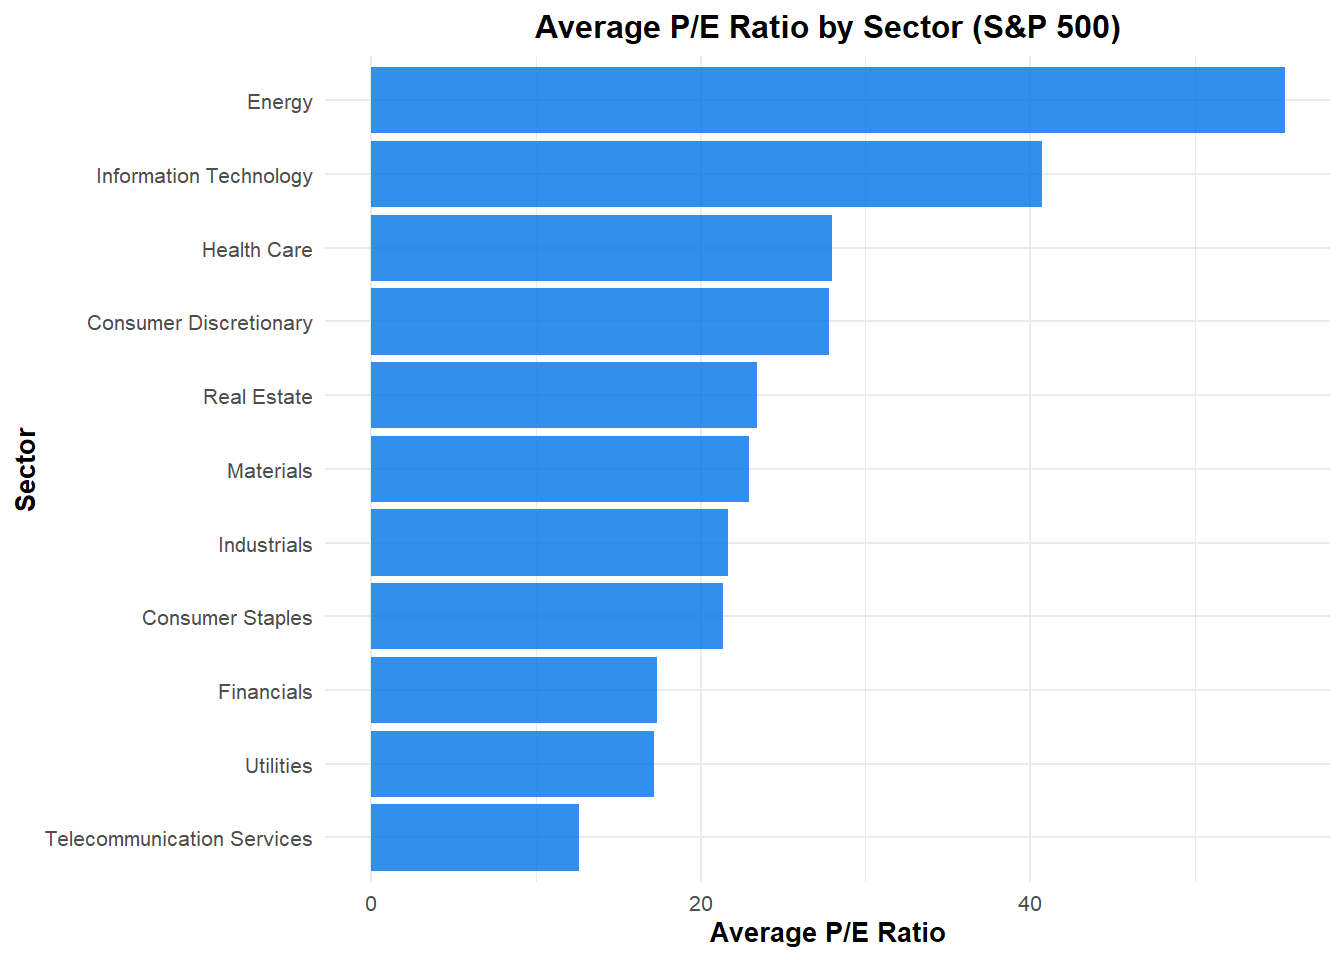 Average P/E Ratio by Sector (S&P 500)
Sector
Energy
Information Technology
Health Care
Consumer Discretionary
Real Estate
Materials
Industrials
Consumer Staples
Financials
Utilities
Telecommunication Services
0 20 40
Average P/E Ratio